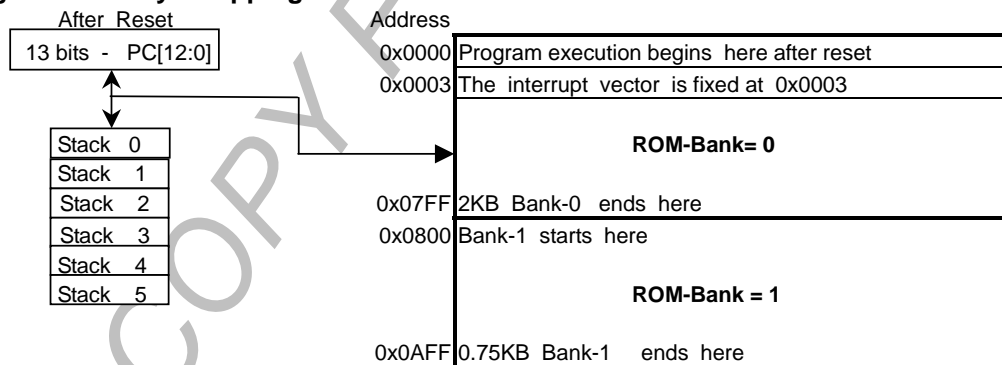 After Reset
Address
13 bits - PC[12:0]
0x0000 Program execution begins here after reset
0x0003 The interrupt vector is fixed at 0x0003
Stack 0
ROM-Bank= 0
Stack 1
Stack 2
0x07FF 2KB Bank-0 ends here
Stack 3
0x0800 Bank-1 starts here
Stack 4
Stack 5
ROM-Bank = 1
0x0AFF 0.75KB Bank-1 ends here
COPY